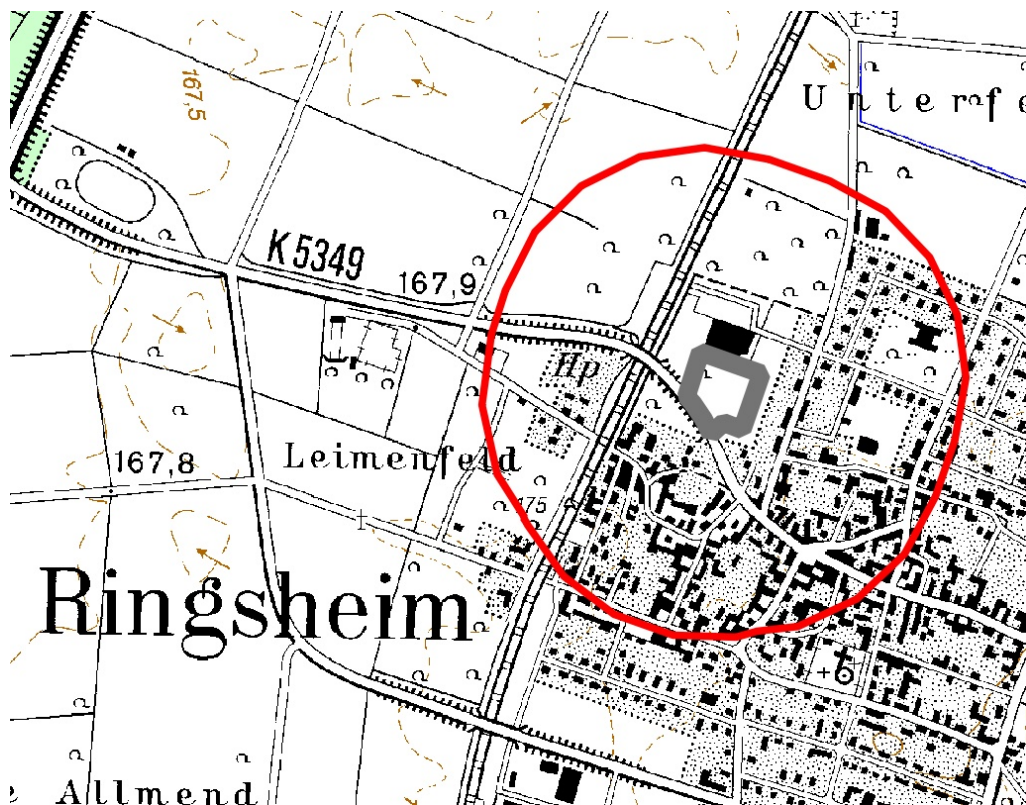 167,5
Unterfe
K 5349
167,9
Hp
Leimenfeld
167,8
175
Ringsheim
Allmend